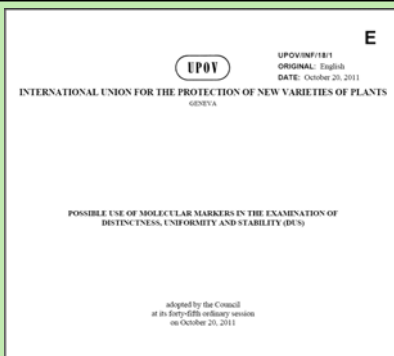 E
UPOV
UPOV/INF/18/1
ORIGINAL: English
DATE: October 20, 2011
INTERNATIONAL UNION FOR THE PROTECTION OF NEW VARIETIES OF PLANTS
GENEVA
POSSIBLE USE OF MOLECULAR MARKERS IN THE EXAMINATION OF
DISTINCTNESS, UNIFORMITY AND STABILITY (DUS)
adopted by the Council
at its forty-fifth ordinary session
on October 20, 2011